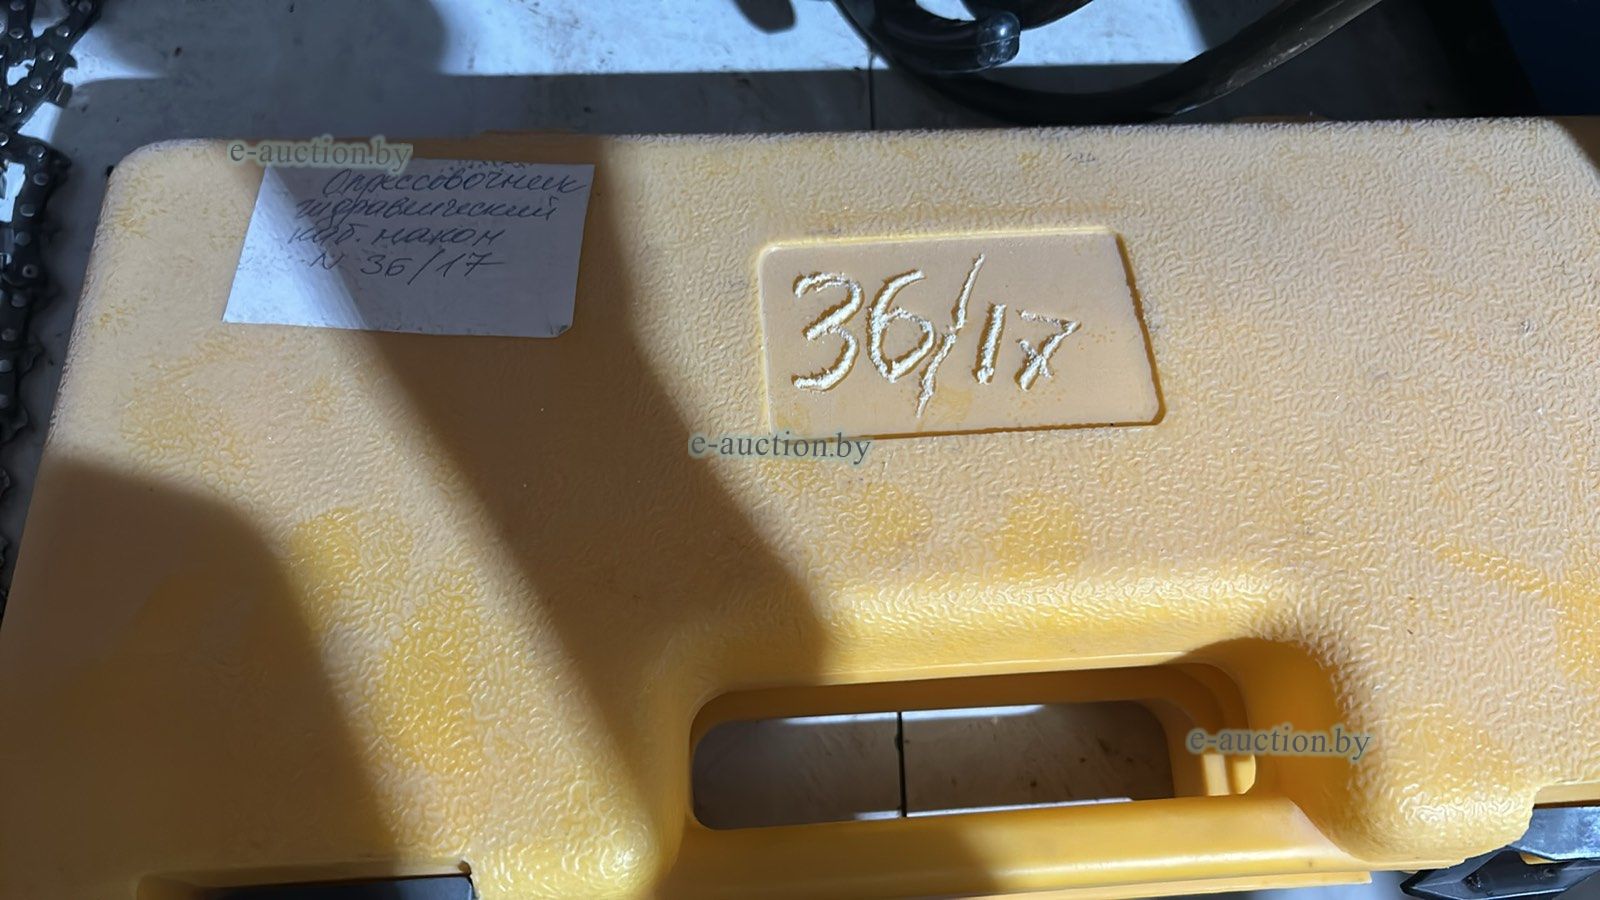 e-auction.by
Опрессовочник
гидравлический
каб. након
N 36/17
36/17
e-auction.by
e-auction.by